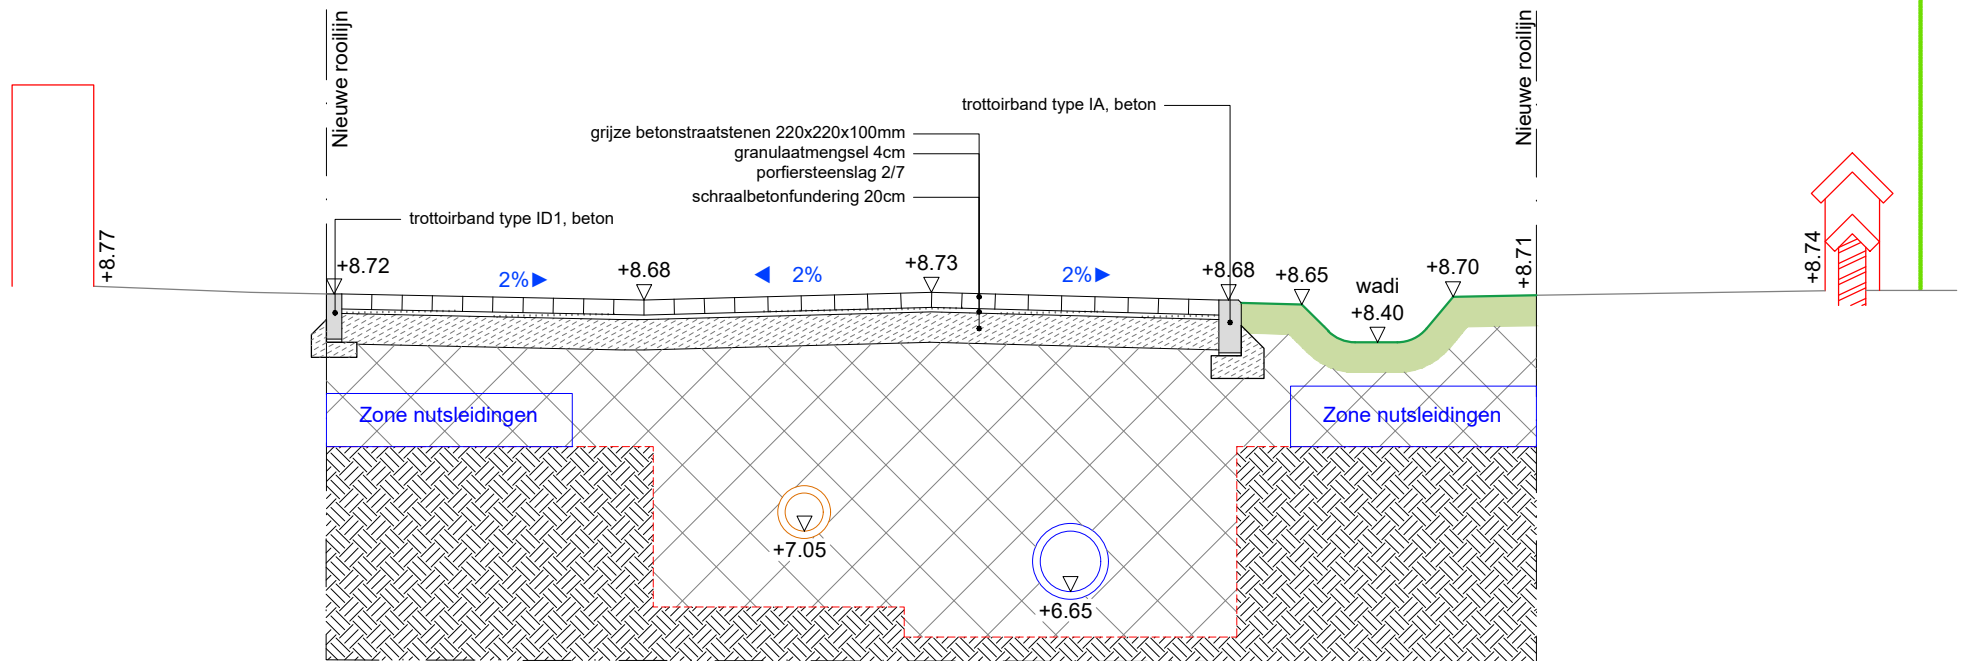 Nieuwe rooilijn
Nieuwe rooilijn
trottoirband type IA, beton
grijze betonstraatstenen 220x220x100mm
granulaatmengsel 4cm
porfiersteenslag 2/7
schraalbetonfundering 20cm
trottoirband type ID1, beton
+8.77
+8.72
2%
+8.68
2%
+8.73
2%
+8.68
+8.65
wadi
+8.40
+8.70
+8.71
+8.74
Zone nutsleidingen
Zone nutsleidingen
+7.05
+6.65